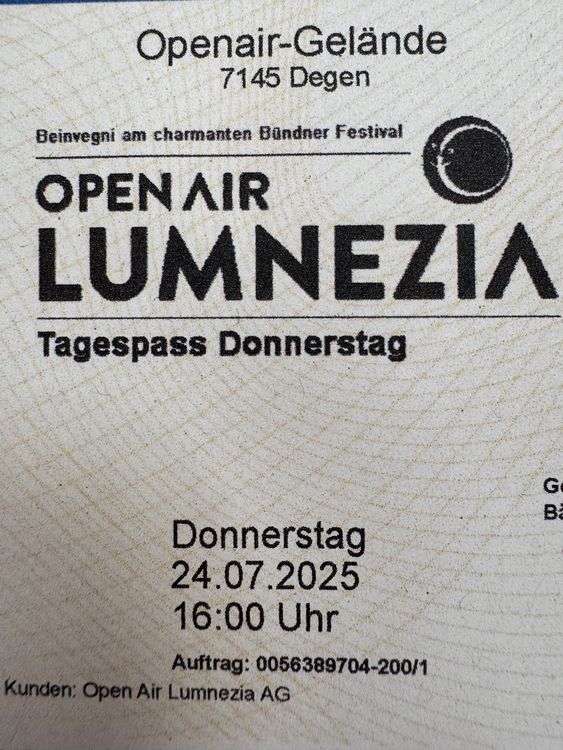 Openair-Gelände
7145 Degen
Beinvegni am charmanten Bündner Festival
OPEN AIR
LUMNEZIA
Tagespass Donnerstag
Donnerstag
24.07.2025
16:00 Uhr
Auftrag: 0056389704-200/1
Kunden: Open Air Lumnezia AG